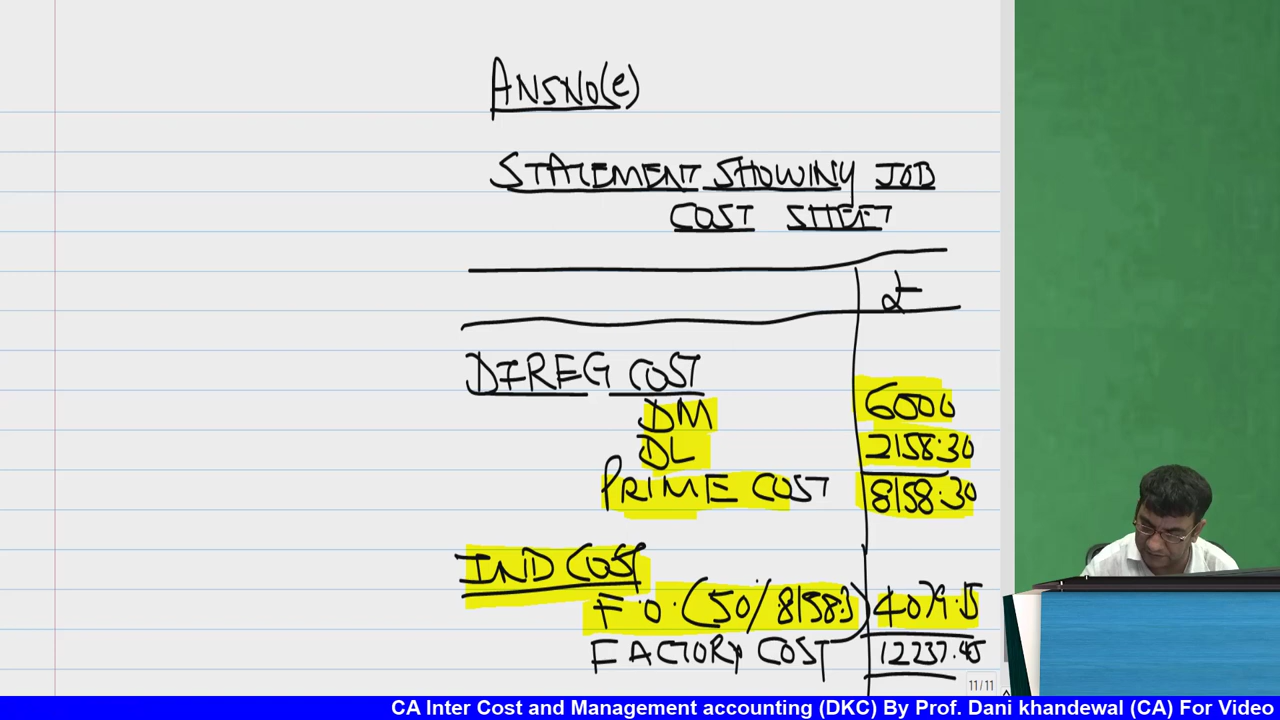 ANSNO(e)
STATEMENT SHOWING JOB
COST SHEET
₹
DIREC COST
DM 6000
DL 2158.30
PRIME COST 8158.30
IND COST
F.O. (50/8158.3) 4079.15
FACTORY COST 12237.45
11/11
CA Inter Cost and Management accounting (DKC) By Prof. Dani khandewal (CA) For Video